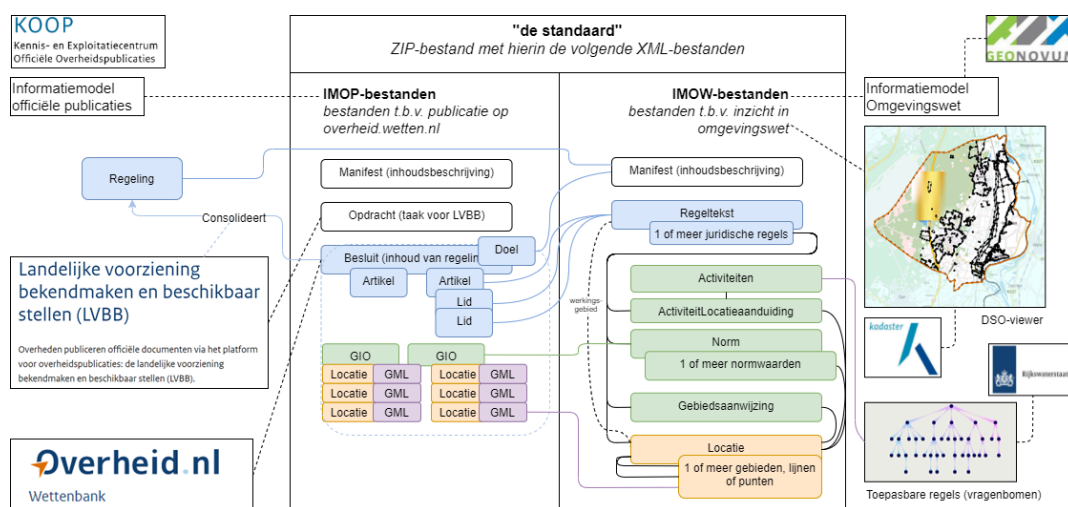 KOOP
Kennis- en Exploitatiecentrum
Officiële Overheidspublicaties
Informatiemodel
officiële publicaties
"de standaard"
ZIP-bestand met hierin de volgende XML-bestanden
IMOP-bestanden
bestanden t.b.v. publicatie op
overheid.wetten.nl
IMOW-bestanden
bestanden t.b.v. inzicht in
omgevingswet
GEONOVUM
Informatiemodel
Omgevingswet
Regeling
Consolideert
Manifest (inhoudsbeschrijving)
Opdracht (taak voor LVBB)
Doel
Besluit (inhoud van regelin
Artikel
Artikel
Lid
Lid
GIO
GIO
Locatie
GML
Locatie
GML
Locatie
GML
Locatie
GML
Locatie
GML
Locatie
GML
Manifest (inhoudsbeschrijving)
Regeltekst
1 of meer juridische regels
werkings-
gebied
Activiteiten
ActiviteitLocatieaanduiding
Norm
1 of meer normwaarden
Gebiedsaanwijzing
Locatie
1 of meer gebieden, lijnen
of punten
Landelijke voorziening
bekendmaken en beschikbaar
stellen (LVBB)
Overheden publiceren officiële documenten via het platform
voor overheidspublicaties: de landelijke voorziening
bekendmaken en beschikbaar stellen (LVBB).
Overheid.nl
Wettenbank
DSO-viewer
kadaster
Rijkswaterstaat
Toepasbare regels (vragenbomen)